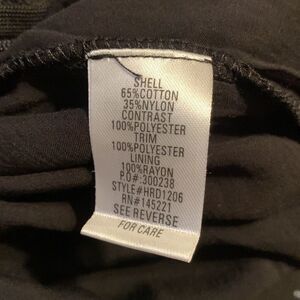 SHELL
65%COTTON
35%NYLON
CONTRAST
100%POLYESTER
TRIM
100%POLYESTER
LINING
100%RAYON
P.O#:300238
STYLE#HRD1206
RN#145221
SEE REVERSE
FOR CARE